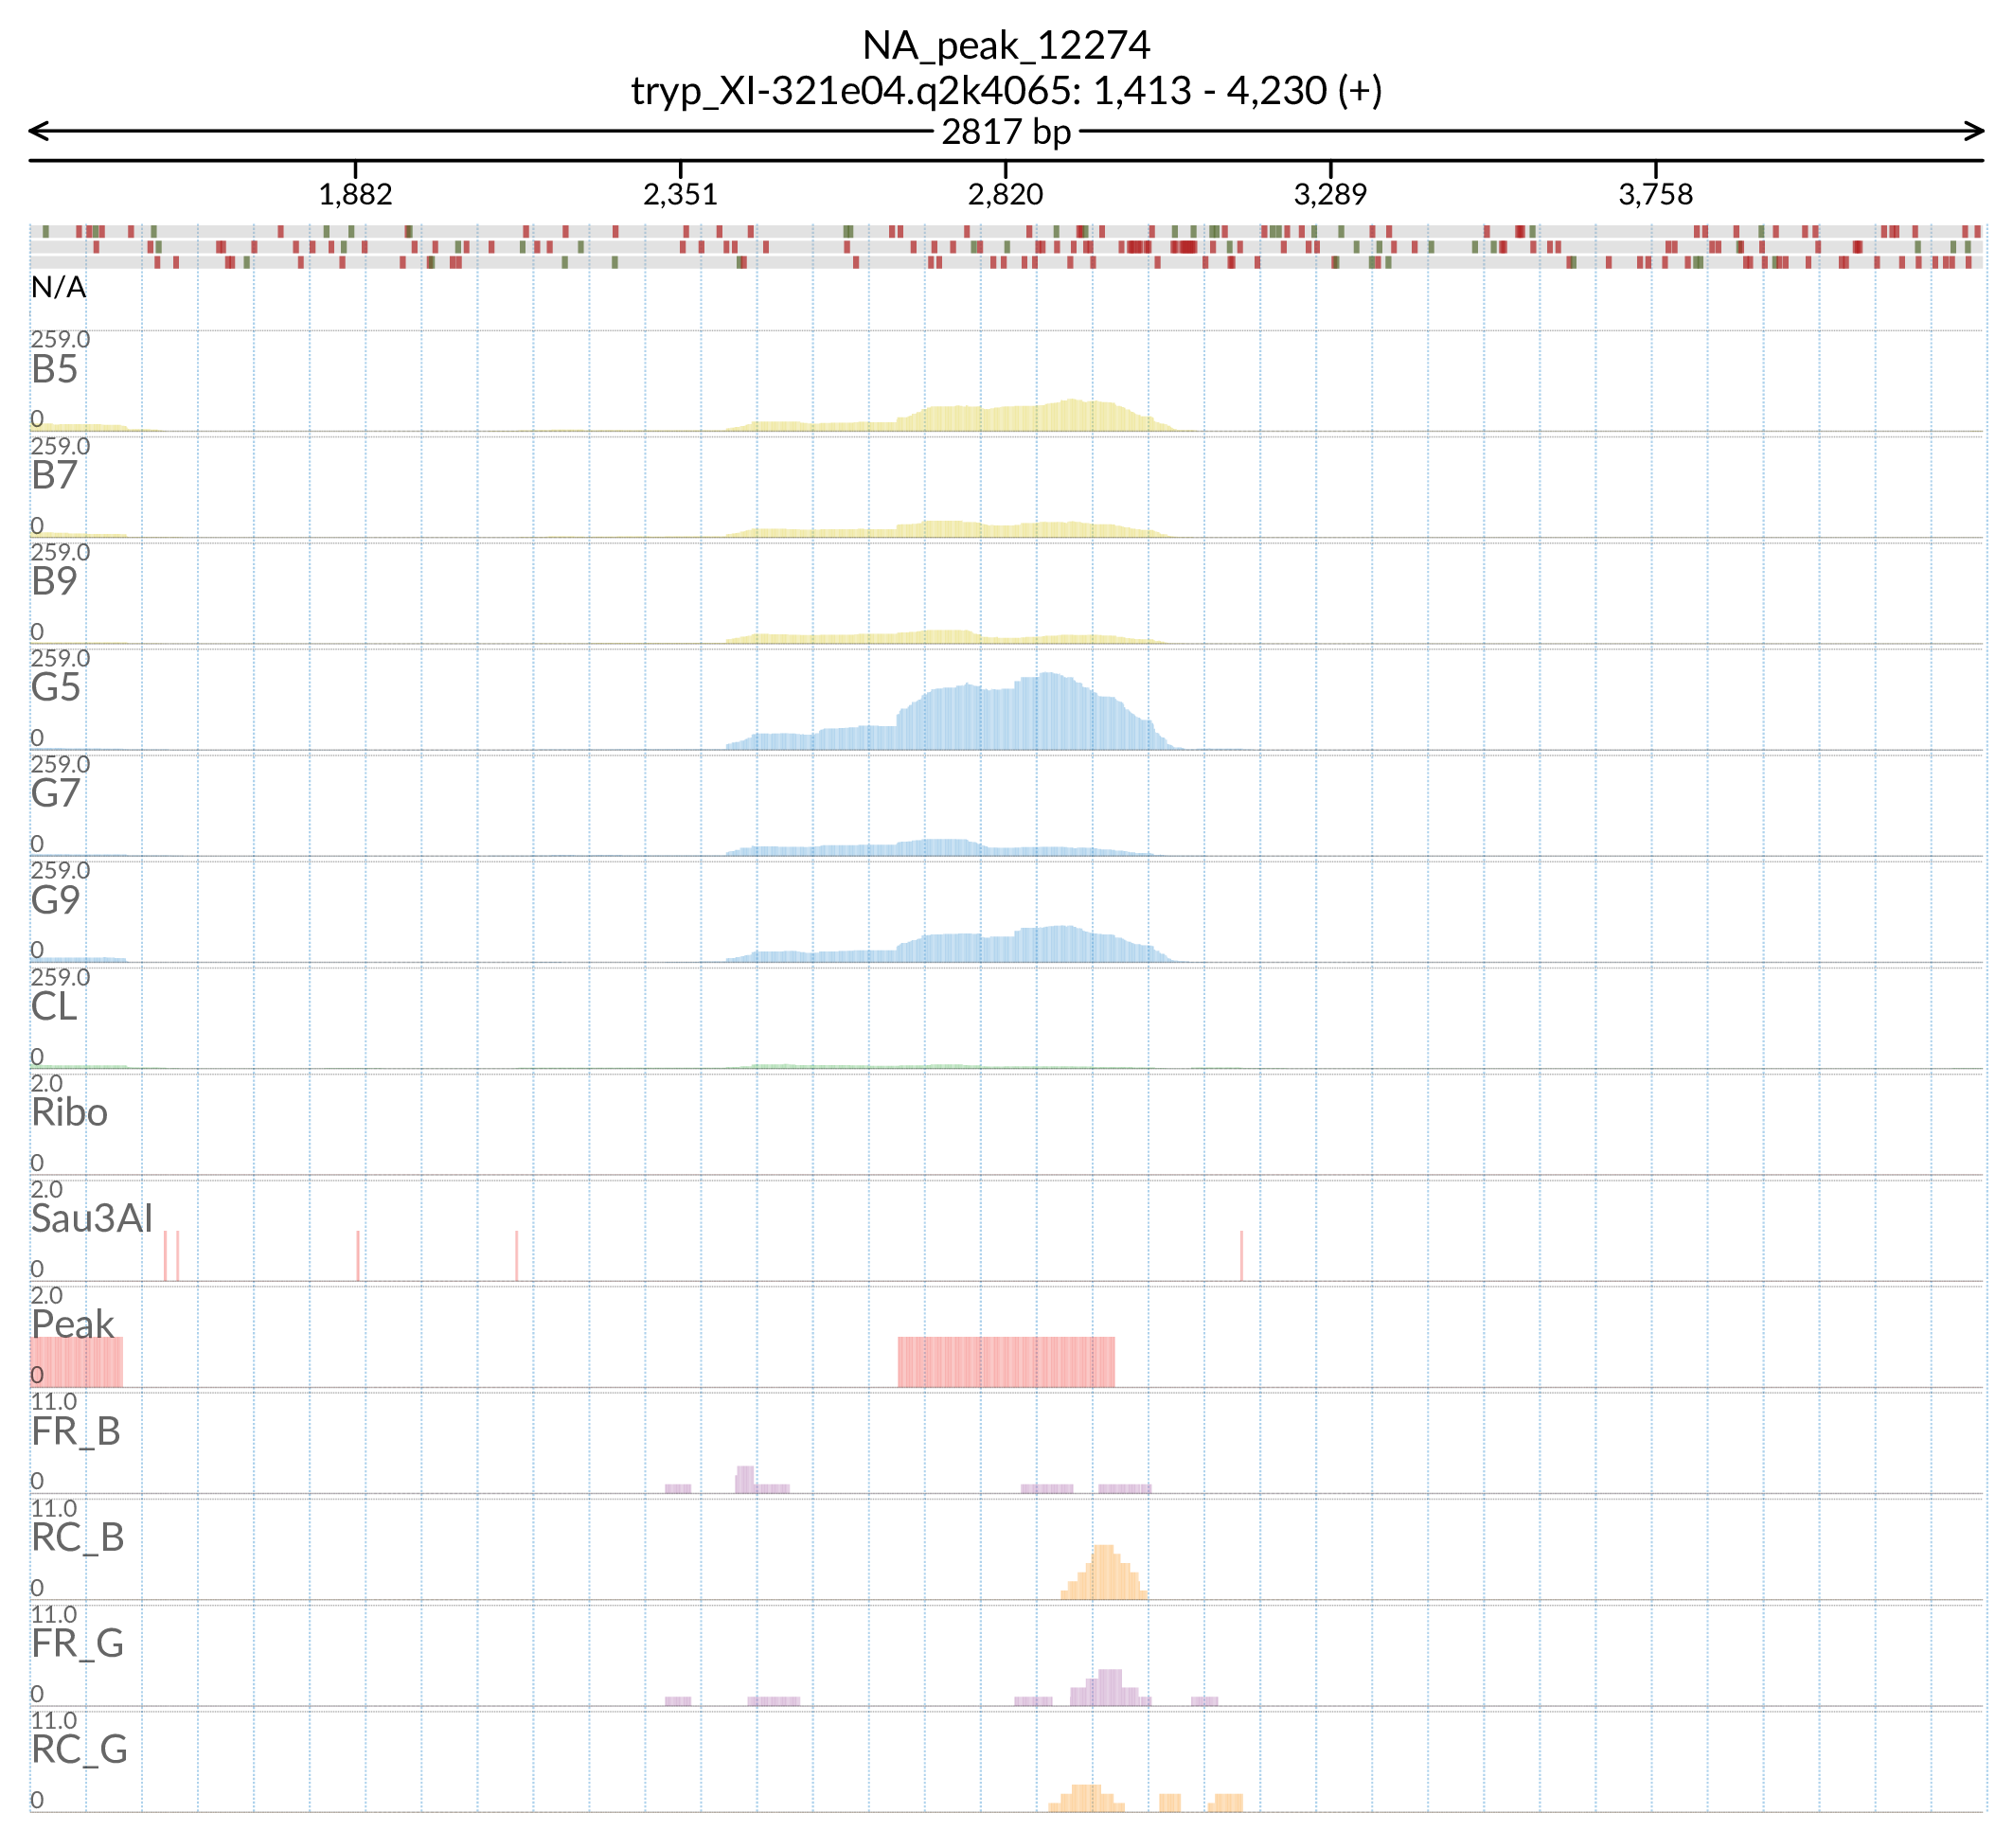 NA_peak_12274
tryp_XI-321e04.q2k4065: 1,413 - 4,230 (+)
2817 bp
1,882 2,351 2,820 3,289 3,758
N/A
259.0
B5
0
259.0
B7
0
259.0
B9
0
259.0
G5
0
259.0
G7
0
259.0
G9
0
259.0
CL
0
2.0
Ribo
0
2.0
Sau3AI
0
2.0
Peak
0
11.0
FR_B
0
11.0
RC_B
0
11.0
FR_G
0
11.0
RC_G
0